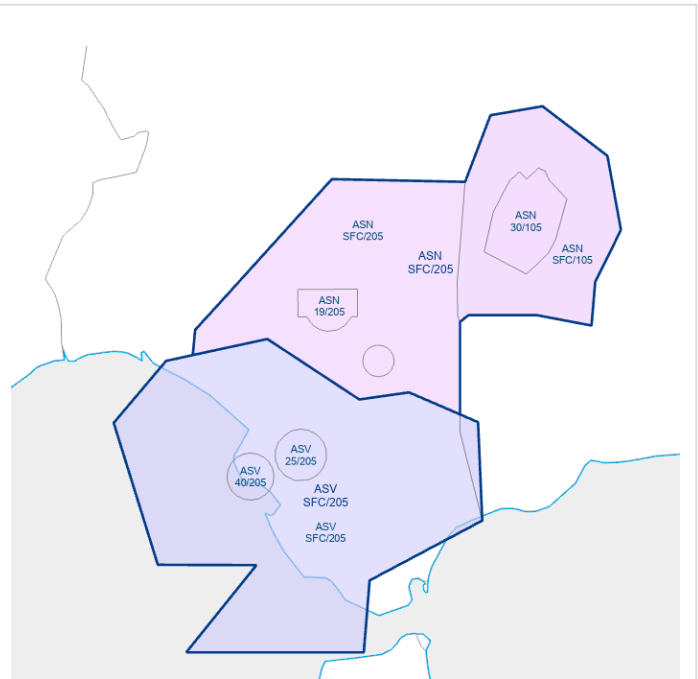 ASN
30/105
ASN
SFC/205
ASN
SFC/105
ASN
SFC/205
ASN
19/205
ASV
25/205
ASV
40/205
ASV
SFC/205
ASV
SFC/205